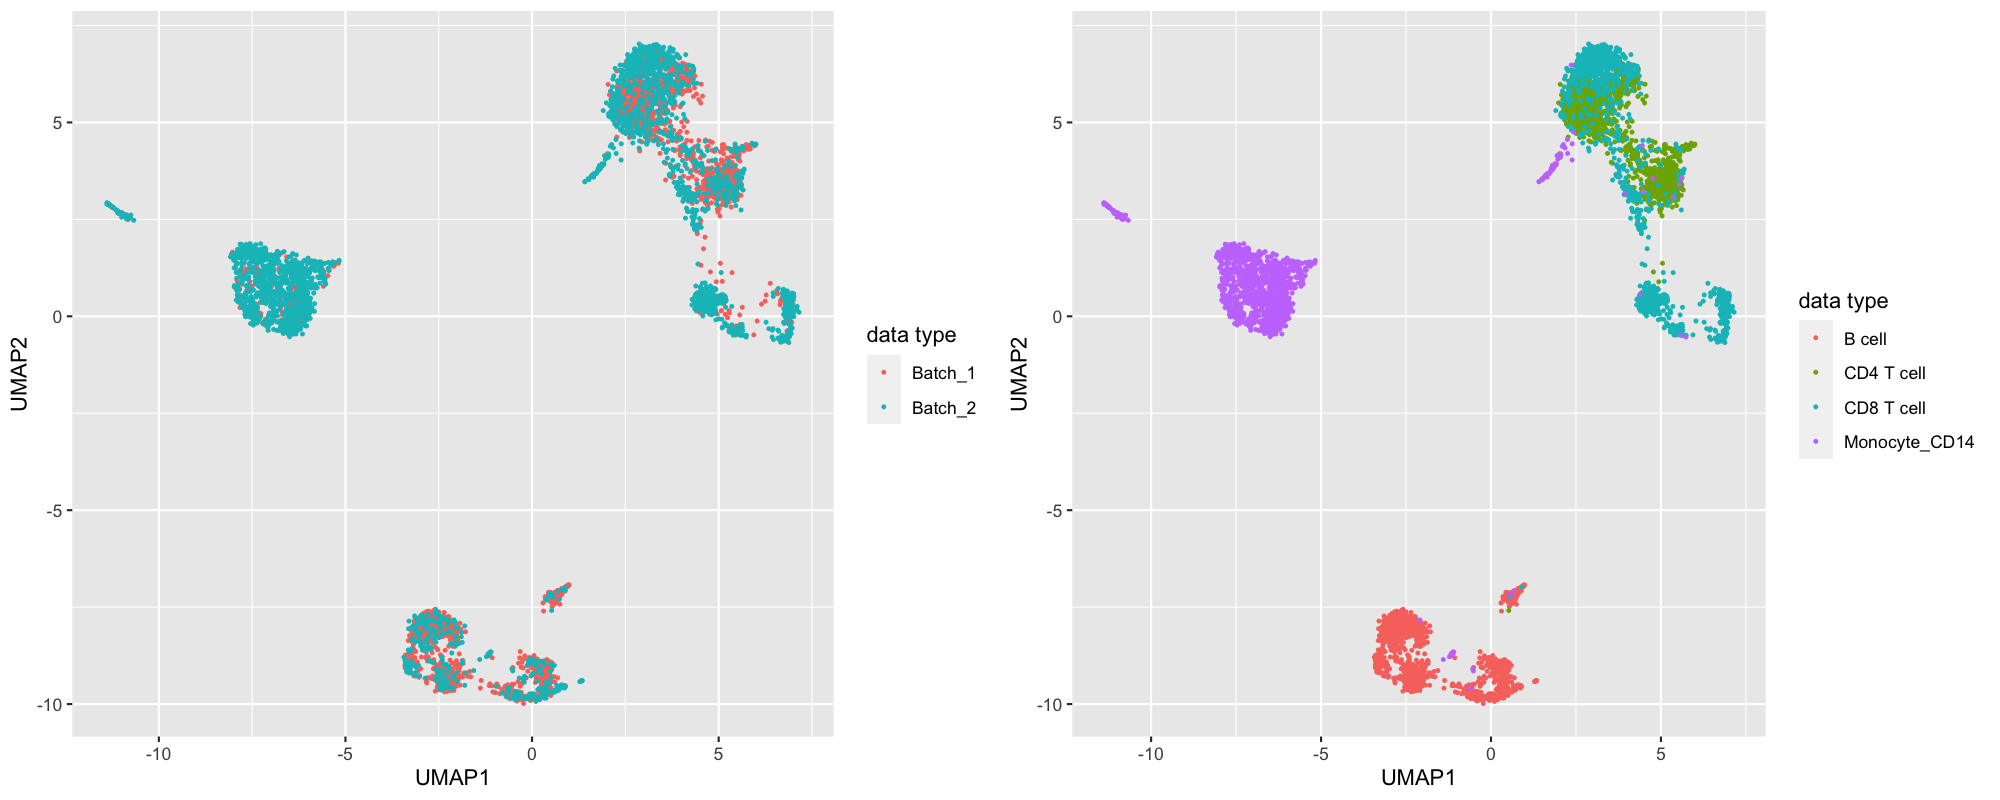 5
0
-5
-10
UMAP2
-10
-5
0
5
UMAP1
data type
Batch_1
Batch_2
5
0
-5
-10
UMAP2
-10
-5
0
5
UMAP1
data type
B cell
CD4 T cell
CD8 T cell
Monocyte_CD14